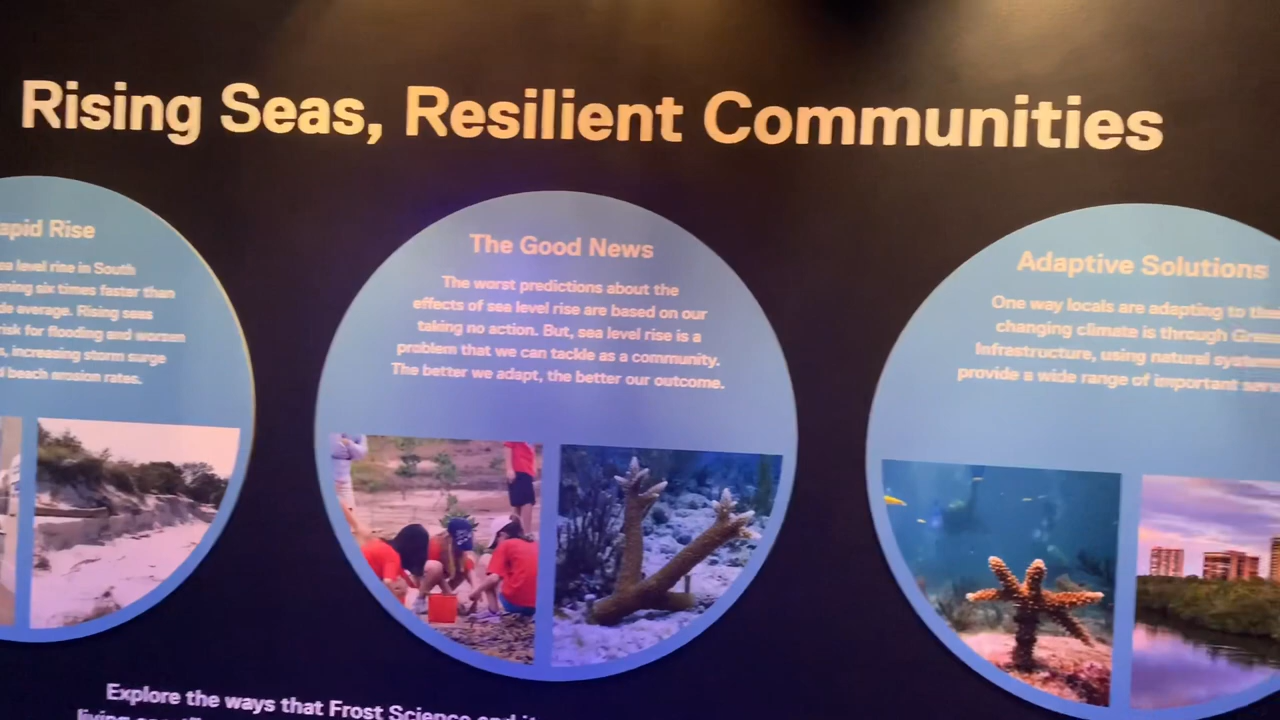 Rising Seas, Resilient Communities
apid Rise
ea level rise in South
ening six times faster than
de average. Rising seas
risk for flooding and worsen
s, increasing storm surge
d beach erosion rates.
The Good News
The worst predictions about the
effects of sea level rise are based on our
taking no action. But, sea level rise is a
problem that we can tackle as a community.
The better we adapt, the better our outcome.
Adaptive Solutions
One way locals are adapting to the
changing climate is through Gree
Infrastructure, using natural systems
provide a wide range of important serv
Explore the ways that Frost Science and it